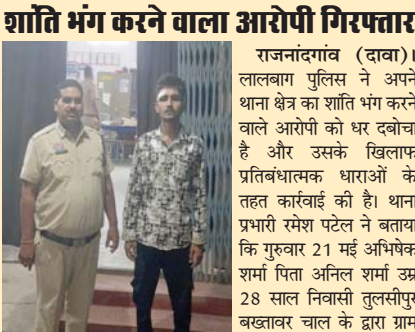 शांति भंग करने वाला आरोपी गिरफ्तार
राजनांदगांव (दावा)।
लालबाग पुलिस ने अपने
थाना क्षेत्र का शांति भंग करने
वाले आरोपी को धर दबोचा
है और उसके खिलाफ
प्रतिबंधात्मक धाराओं के
तहत कार्रवाई की है। थाना
प्रभारी रमेश पटेल ने बताया
कि गुरुवार 21 मई अभिषेक
शर्मा पिता अनिल शर्मा उम्र
28 साल निवासी तुलसीपुर
बख्तावर चाल के द्वारा ग्राम